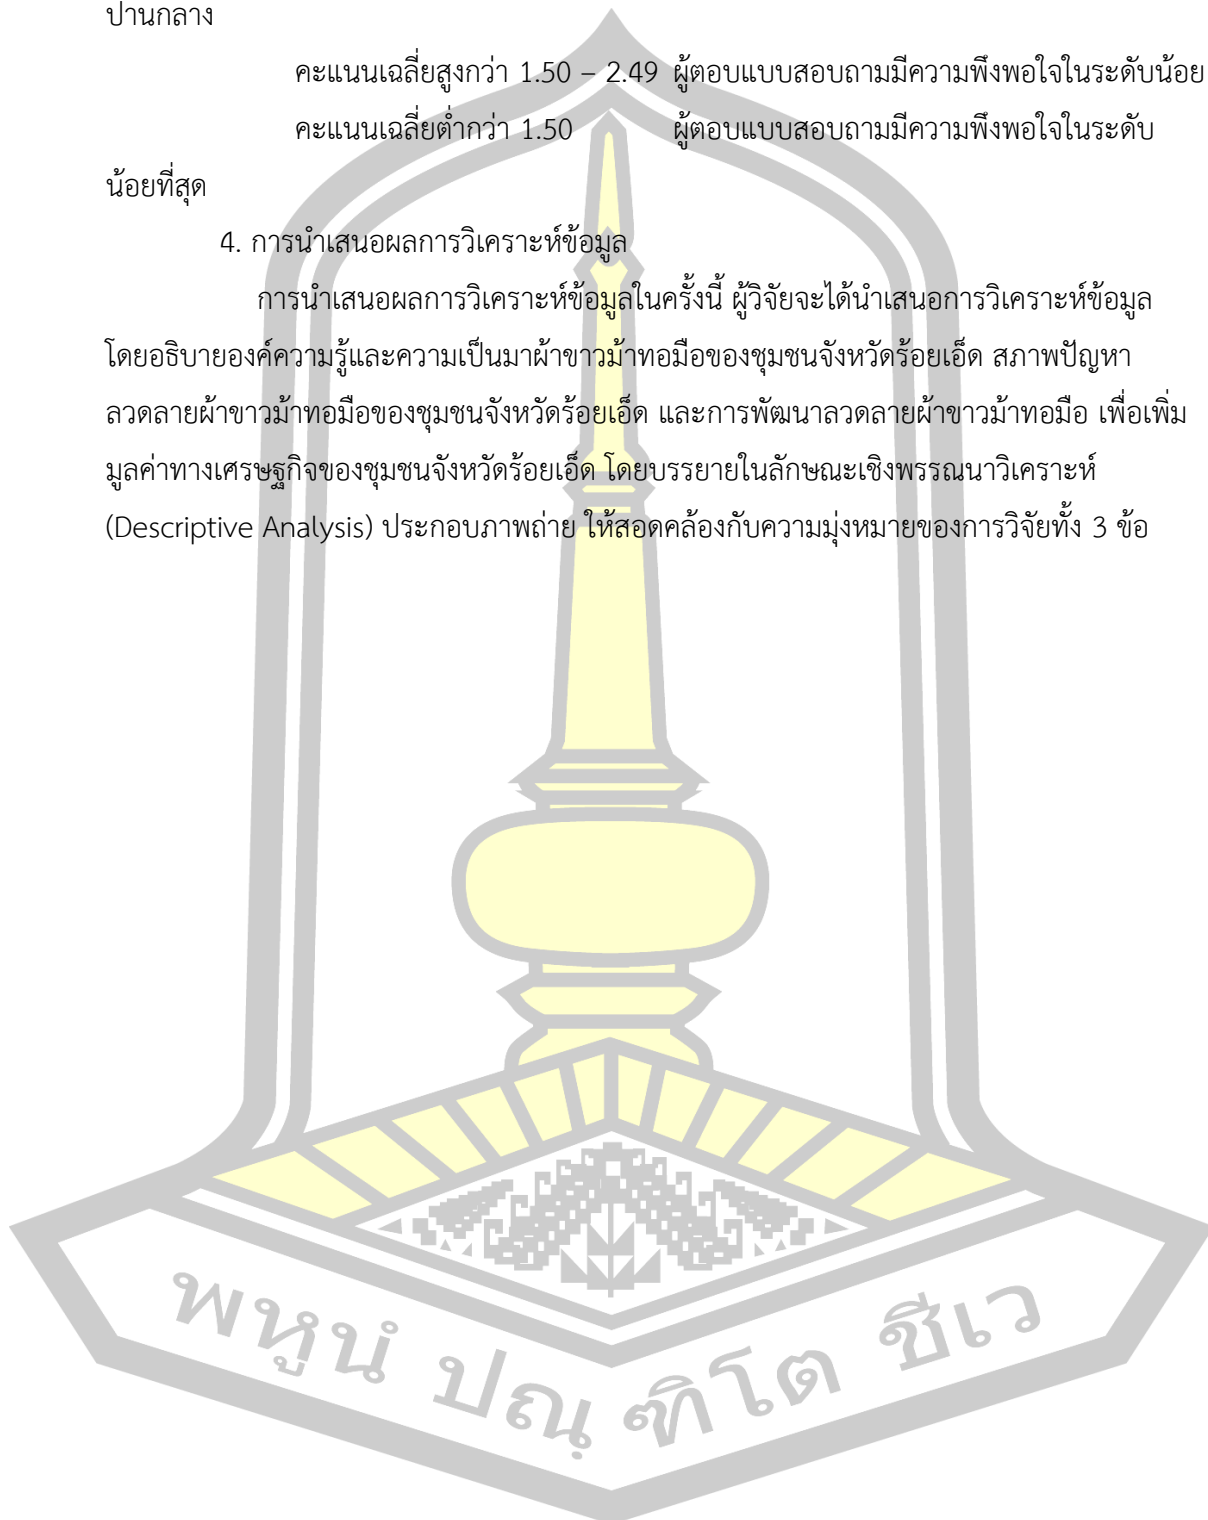 ปานกลาง
คะแนนเฉลี่ยสูงกว่า 1.50 – 2.49 ผู้ตอบแบบสอบถามมีความพึงพอใจในระดับน้อย
คะแนนเฉลี่ยต่ำกว่า 1.50 ผู้ตอบแบบสอบถามมีความพึงพอใจในระดับ
น้อยที่สุด
4. การนำเสนอผลการวิเคราะห์ข้อมูล
การนำเสนอผลการวิเคราะห์ข้อมูลในครั้งนี้ ผู้วิจัยจะได้นำเสนอการวิเคราะห์ข้อมูล
โดยอธิบายองค์ความรู้และความเป็นมาผ้าขาวม้าทอมือของชุมชนจังหวัดร้อยเอ็ด สภาพปัญหา
ลวดลายผ้าขาวม้าทอมือของชุมชนจังหวัดร้อยเอ็ด และการพัฒนาลวดลายผ้าขาวม้าทอมือ เพื่อเพิ่ม
มูลค่าทางเศรษฐกิจของชุมชนจังหวัดร้อยเอ็ด โดยบรรยายในลักษณะเชิงพรรณนาวิเคราะห์
(Descriptive Analysis) ประกอบภาพถ่าย ให้สอดคล้องกับความมุ่งหมายของการวิจัยทั้ง 3 ข้อ
พหูนํ ปณฺ ฑิโต ชีเว